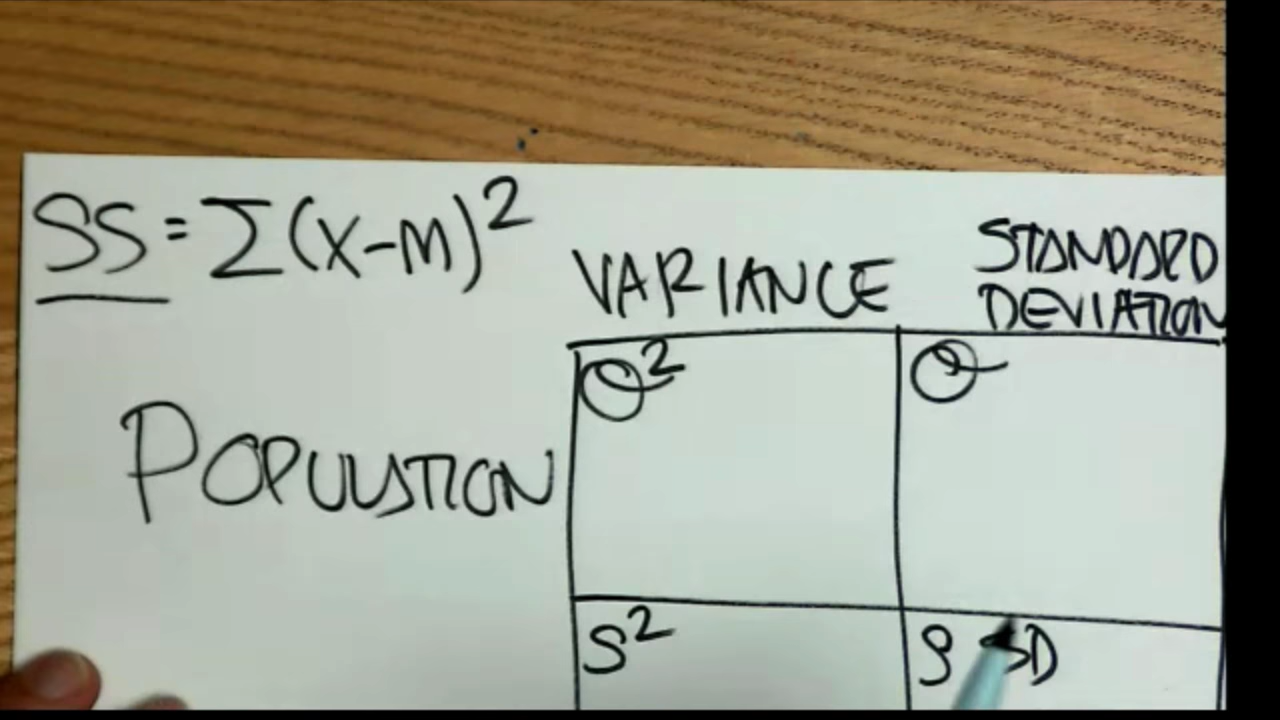 SS = Σ(X-M)²
VARIANCE
STANDARD
DEVIATION
σ²
σ
POPULATION
S²
S SD